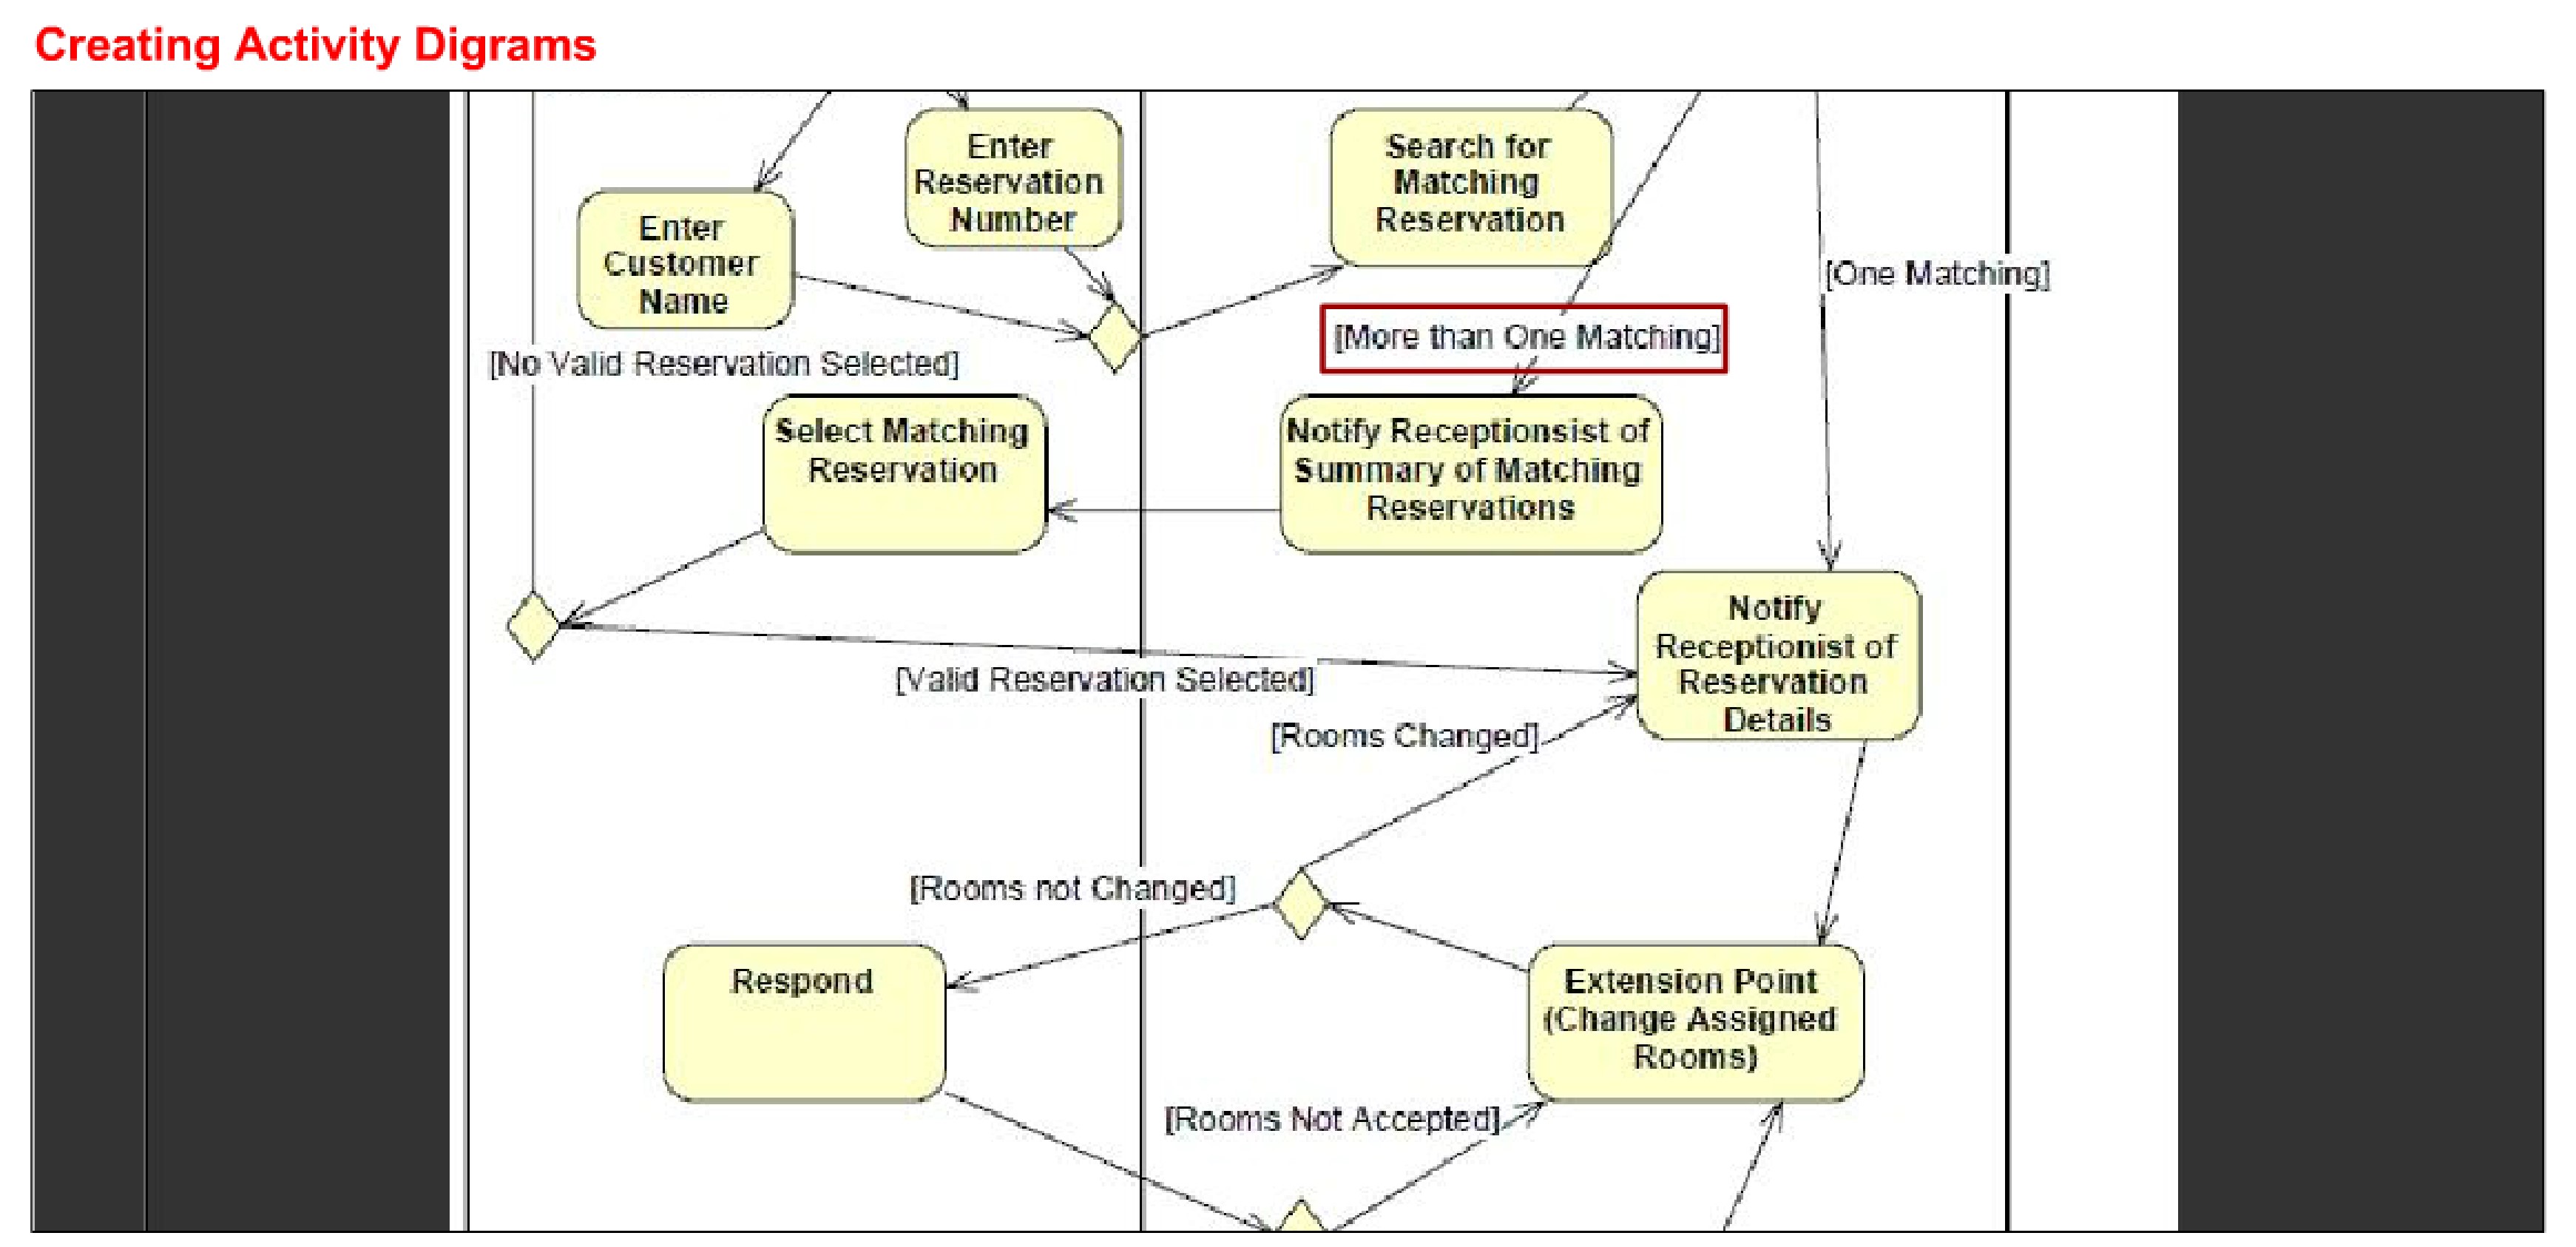 Creating Activity Digrams
Enter
Reservation
Number
Search for
Matching
Reservation
Enter
Customer
Name
[One Matching]
[More than One Matching]
[No Valid Reservation Selected]
Select Matching
Reservation
Notify Receptionsist of
Summary of Matching
Reservations
Notify
Receptionist of
Reservation
Details
[Valid Reservation Selected]
[Rooms Changed]
[Rooms not Changed]
Respond
Extension Point
(Change Assigned
Rooms)
[Rooms Not Accepted]